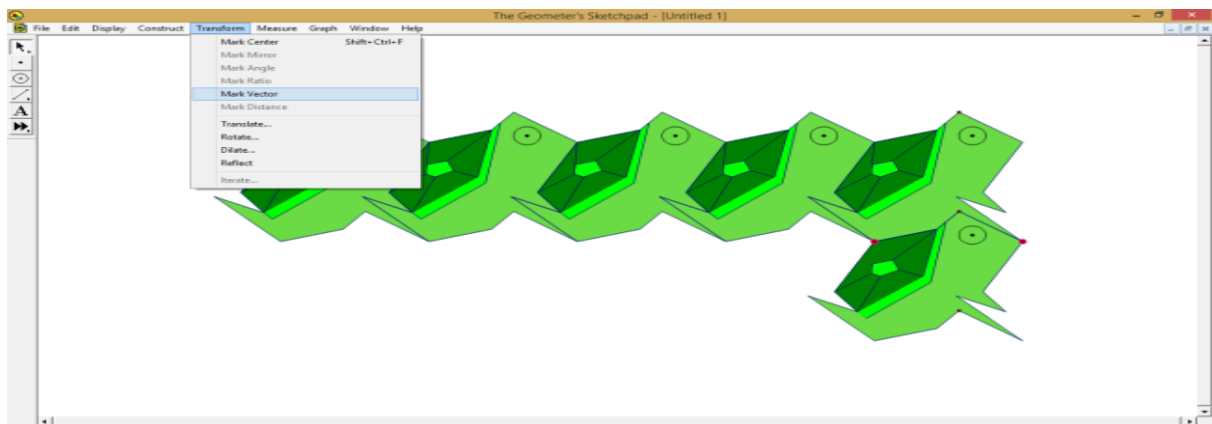 The Geometer's Sketchpad - [Untitled 1]
File Edit Display Construct Transform Measure Graph Window Help
Mark Center Shift+Ctrl+F
Mark Mirror
Mark Angle
Mark Ratio
Mark Vector
Mark Distance
Translate...
Rotate...
Dilate...
Reflect
Iterate...
A